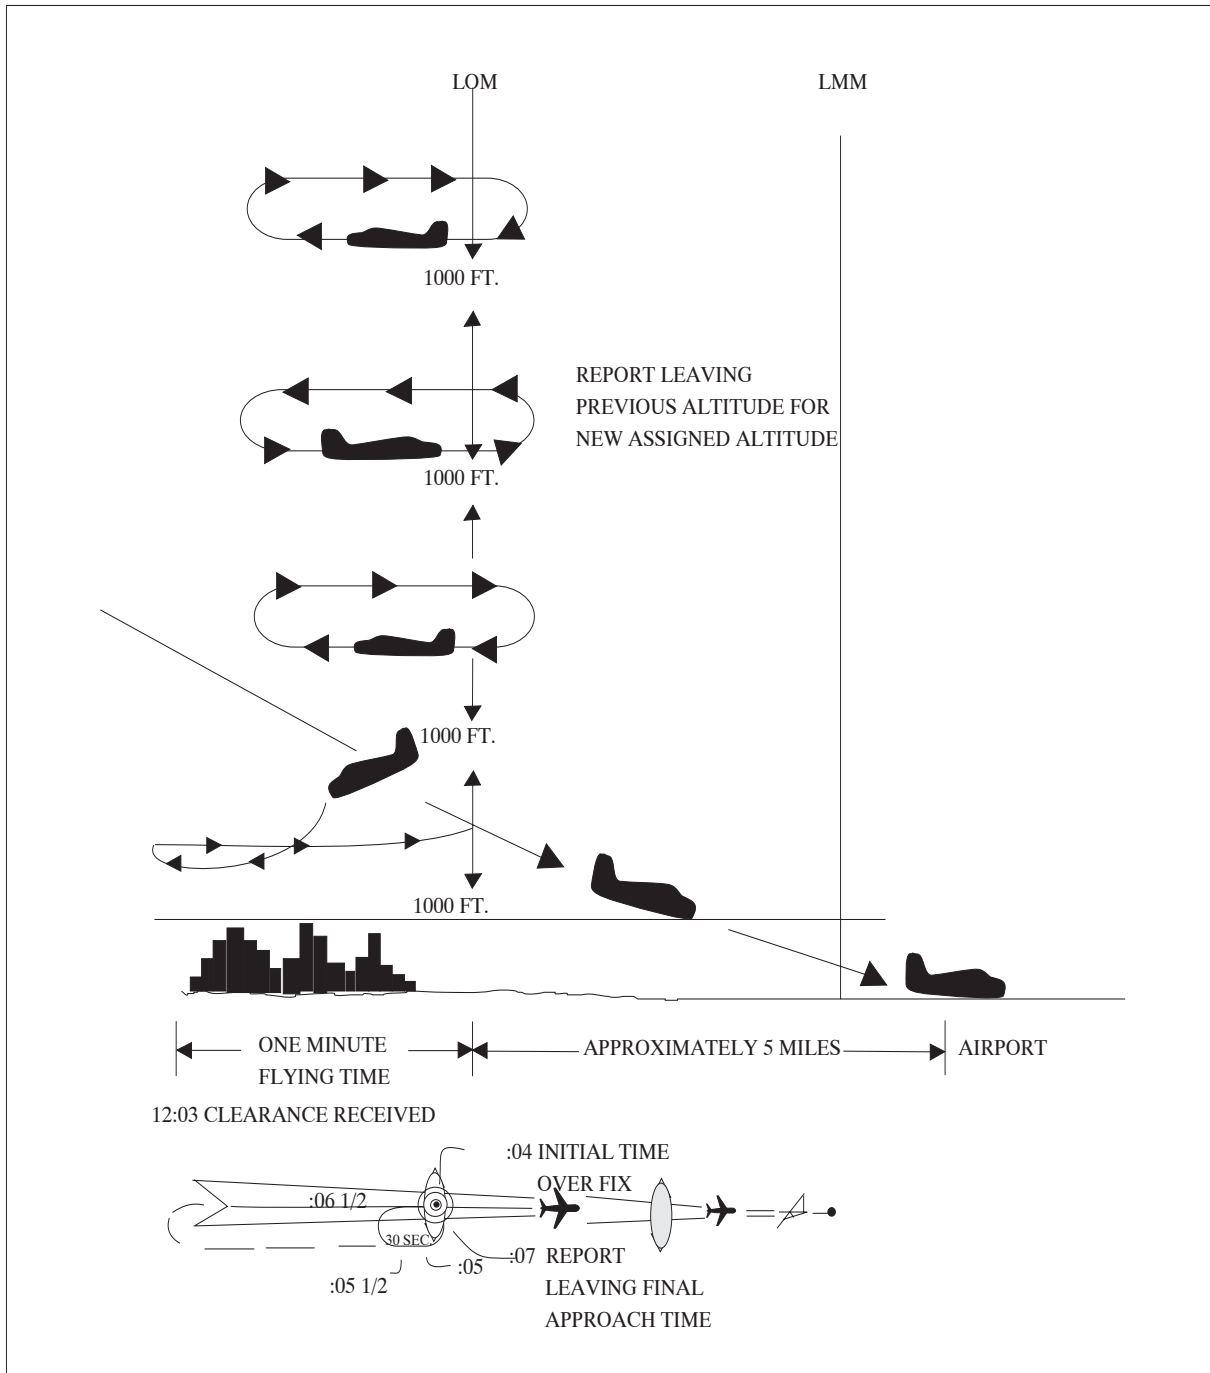 LOM
LMM
1000 FT.
REPORT LEAVING
PREVIOUS ALTITUDE FOR
NEW ASSIGNED ALTITUDE
1000 FT.
1000 FT.
1000 FT.
ONE MINUTE
FLYING TIME
APPROXIMATELY 5 MILES
AIRPORT
12:03 CLEARANCE RECEIVED
:04 INITIAL TIME
OVER FIX
:06 1/2
30 SEC.
:07 REPORT
LEAVING FINAL
APPROACH TIME
:05
:05 1/2